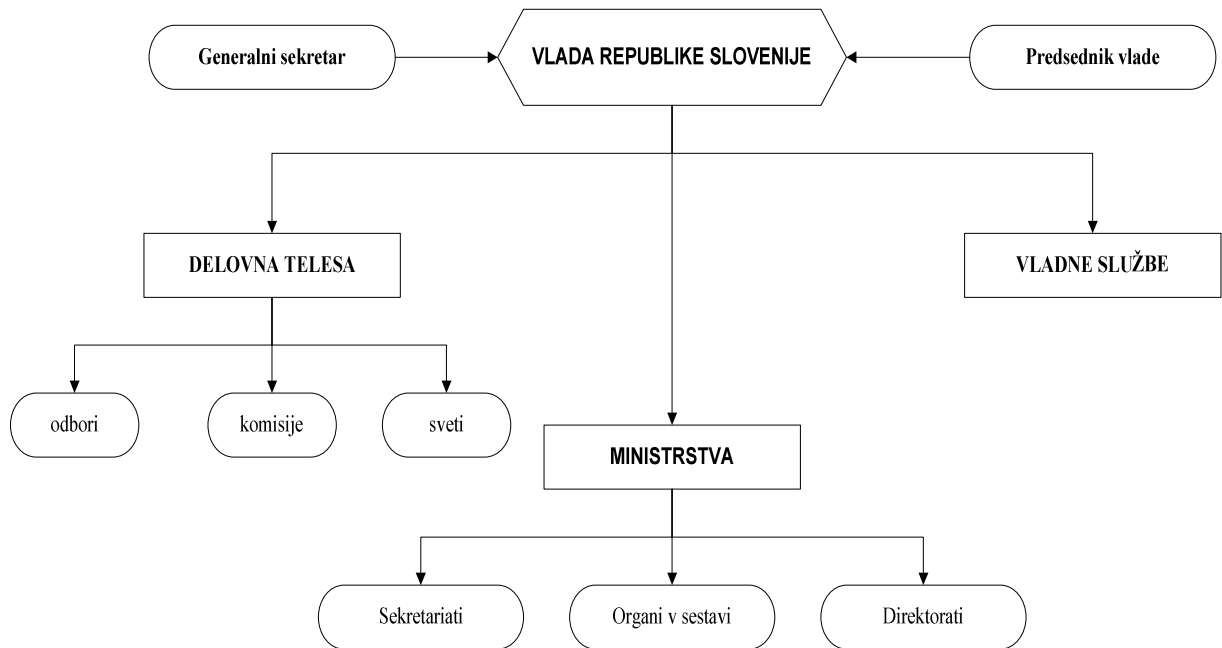 Generalni sekretar
VLADA REPUBLIKE SLOVENIJE
Predsednik vlade
DELOVNA TELESA
VLADNE SLUŽBE
odbori
komisije
sveti
MINISTRSTVA
Sekretariati
Organi v sestavi
Direktorati